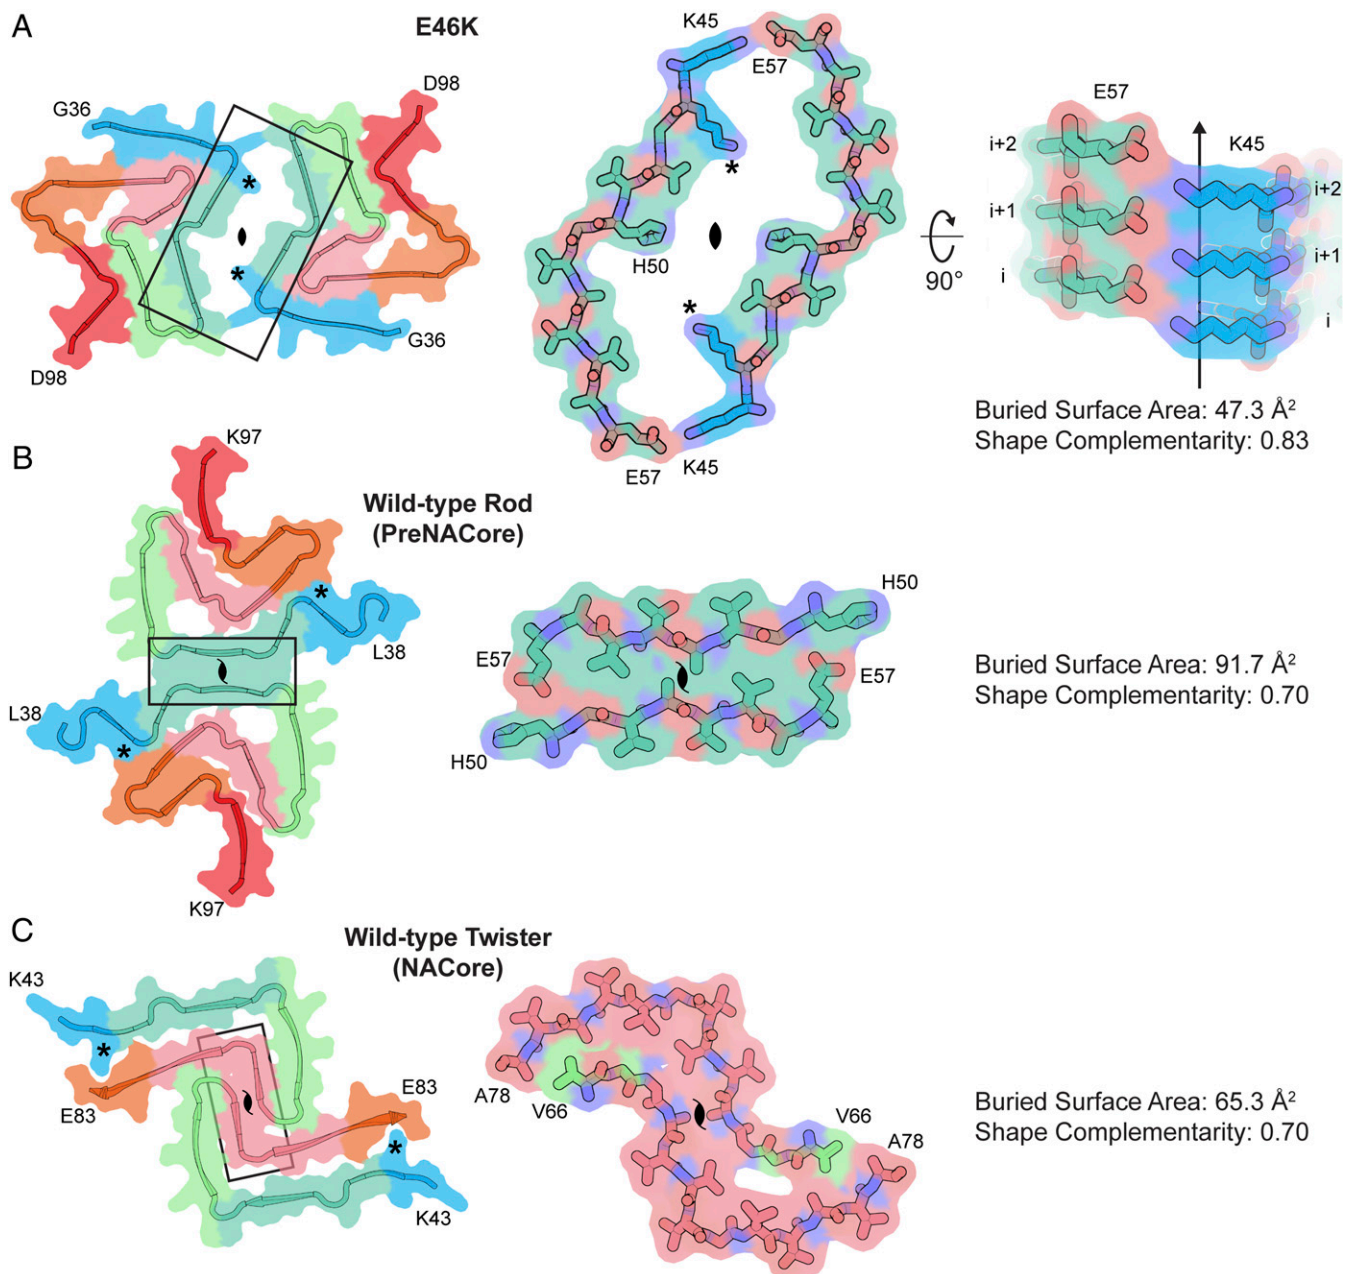 A
E46K
G36
D98
*
*
G36
D98
K45
E57
*
H50
*
E57
K45
90°
E57
i+2
i+1
i
K45
i+2
i+1
i
Buried Surface Area: 47.3 Å²
Shape Complementarity: 0.83
B
K97
Wild-type Rod
(PreNACore)
*
L38
L38
*
K97
H50
E57
E57
H50
Buried Surface Area: 91.7 Å²
Shape Complementarity: 0.70
C
Wild-type Twister
(NACore)
K43
*
E83
E83
*
K43
A78
V66
V66
A78
Buried Surface Area: 65.3 Å²
Shape Complementarity: 0.70